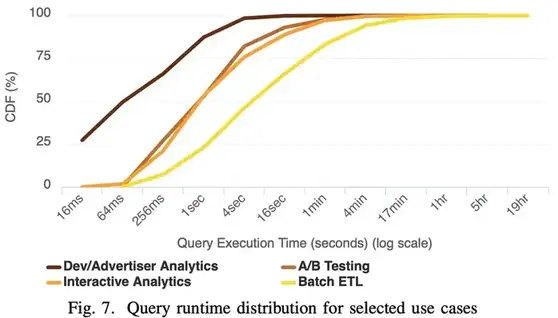 100
75
50
25
0
CDF (%)
16ms 64ms 256ms 1sec 4sec 16sec 1min 4min 17min 1hr 5hr 19hr
Query Execution Time (seconds) (log scale)
Dev/Advertiser Analytics A/B Testing
Interactive Analytics Batch ETL
Fig. 7. Query runtime distribution for selected use cases